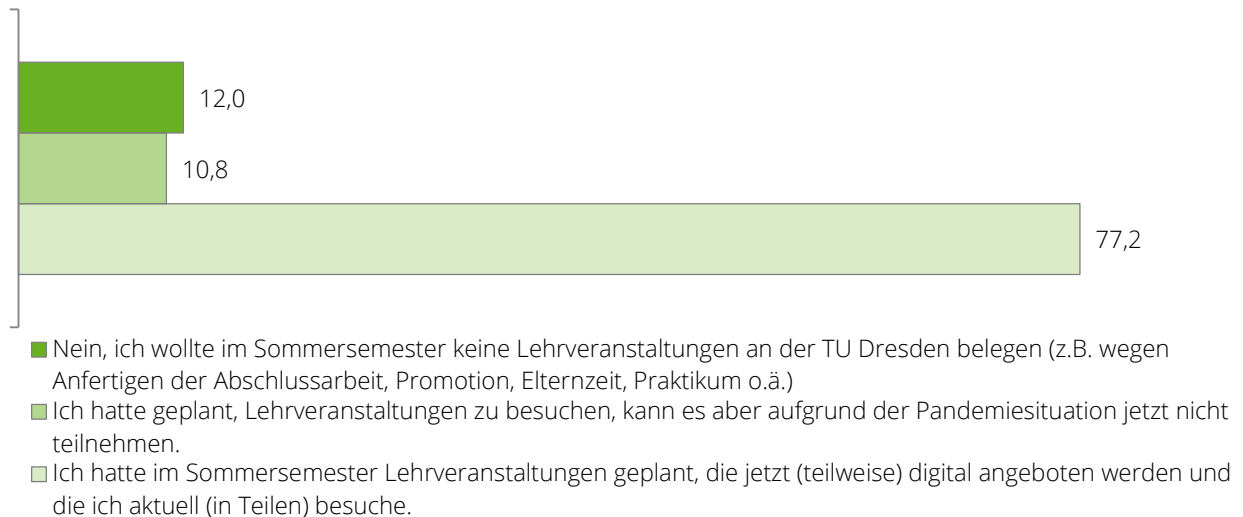 12,0
10,8
77,2
Nein, ich wollte im Sommersemester keine Lehrveranstaltungen an der TU Dresden belegen (z.B. wegen
Anfertigen der Abschlussarbeit, Promotion, Elternzeit, Praktikum o.ä.)
Ich hatte geplant, Lehrveranstaltungen zu besuchen, kann es aber aufgrund der Pandemiesituation jetzt nicht
teilnehmen.
Ich hatte im Sommersemester Lehrveranstaltungen geplant, die jetzt (teilweise) digital angeboten werden und
die ich aktuell (in Teilen) besuche.